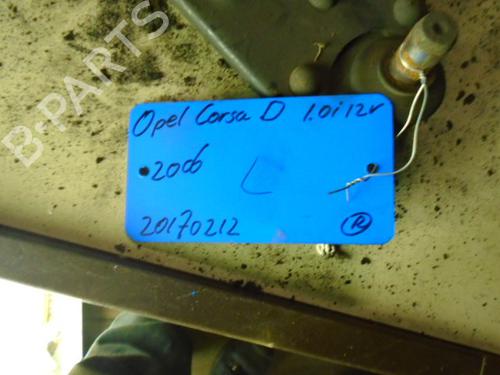 B-PARTS
Opel Corsa D 1.0i 12v
2006 L
20170212 R